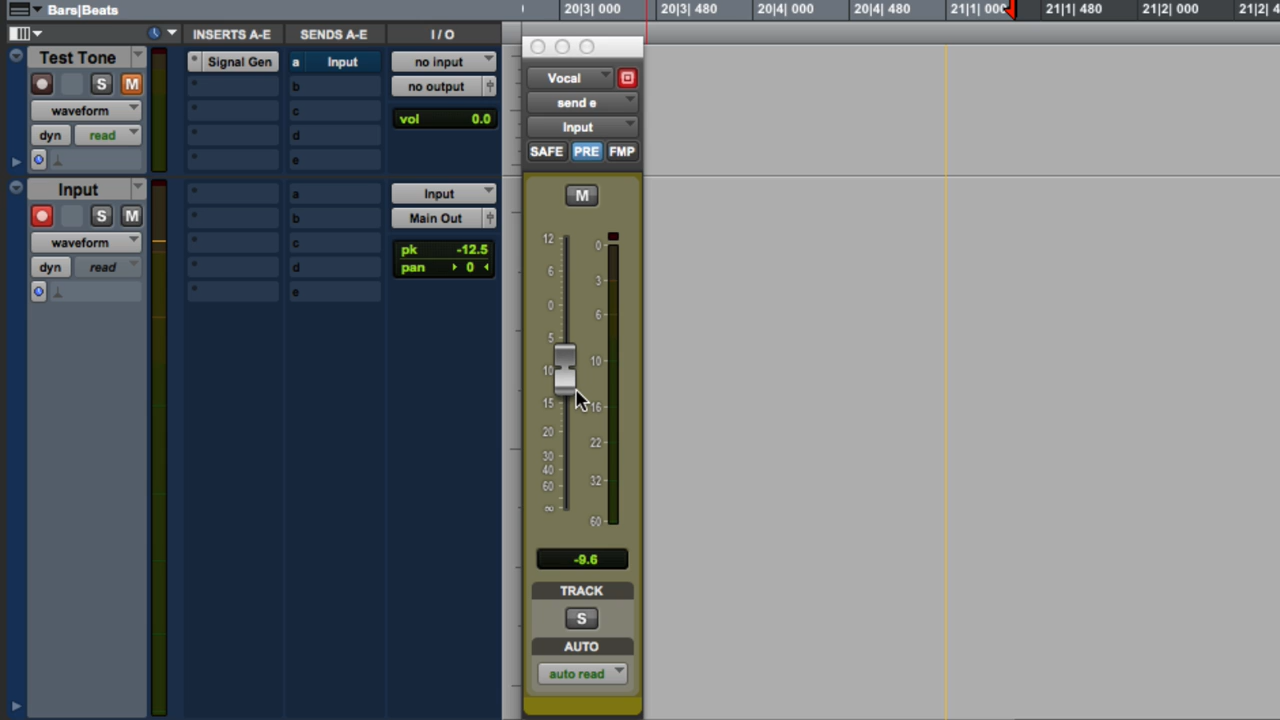 Bars|Beats
20|3| 000 20|3| 480 20|4| 000 20|4| 480 21|1| 000 21|1| 480 21|2| 000 21|2| 4
INSERTS A-E SENDS A-E I / O
Test Tone
S M
waveform
dyn read
Signal Gen
a Input
b
c
d
e
no input
no output
vol 0.0
Input
S M
waveform
dyn read
a
b
c
d
e
Input
Main Out
pk -12.5
pan 0
Vocal
send e
Input
SAFE PRE FMP
M
12
6
0
5
10
15
20
30
40
60
∞
0
3
6
10
16
22
32
60
-9.6
TRACK
S
AUTO
auto read